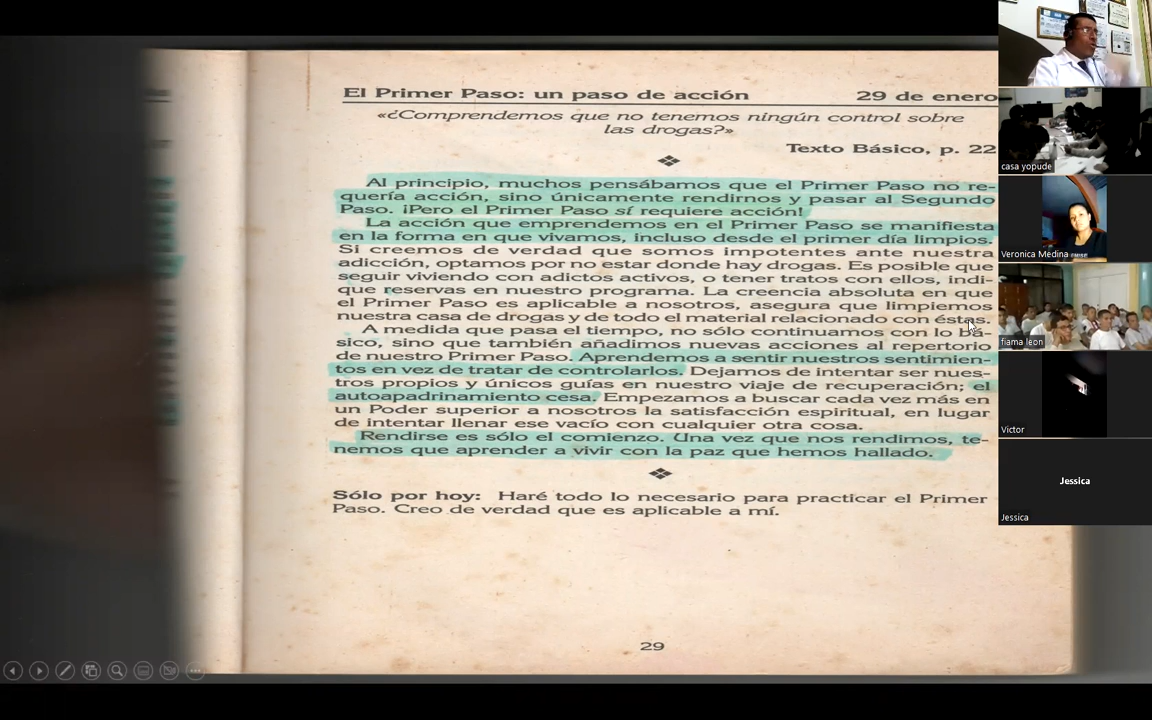 El Primer Paso: un paso de acción 29 de enero
«¿Comprendemos que no tenemos ningún control sobre
las drogas?»
Texto Básico, p. 22
Al principio, muchos pensábamos que el Primer Paso no re-
quería acción, sino únicamente rendirnos y pasar al Segundo
Paso. ¡Pero el Primer Paso sí requiere acción!
La acción que emprendemos en el Primer Paso se manifiesta
en la forma en que vivamos, incluso desde el primer día limpios.
Si creemos de verdad que somos impotentes ante nuestra
adicción, optamos por no estar donde hay drogas. Es posible que
seguir viviendo con adictos activos, o tener tratos con ellos, indi-
que reservas en nuestro programa. La creencia absoluta en que
el Primer Paso es aplicable a nosotros, asegura que limpiemos
nuestra casa de drogas y de todo el material relacionado con éstas.
A medida que pasa el tiempo, no sólo continuamos con lo bá-
sico, sino que también añadimos nuevas acciones al repertorio
de nuestro Primer Paso. Aprendemos a sentir nuestros sentimien-
tos en vez de tratar de controlarlos. Dejamos de intentar ser nues-
tros propios y únicos guías en nuestro viaje de recuperación; el
autoapadrinamiento cesa. Empezamos a buscar cada vez más en
un Poder superior a nosotros la satisfacción espiritual, en lugar
de intentar llenar ese vacío con cualquier otra cosa.
Rendirse es sólo el comienzo. Una vez que nos rendimos, te-
nemos que aprender a vivir con la paz que hemos hallado.
Sólo por hoy: Haré todo lo necesario para practicar el Primer
Paso. Creo de verdad que es aplicable a mí.
29
casa yopude
Veronica Medina
fiama leon
Victor
Jessica
Jessica